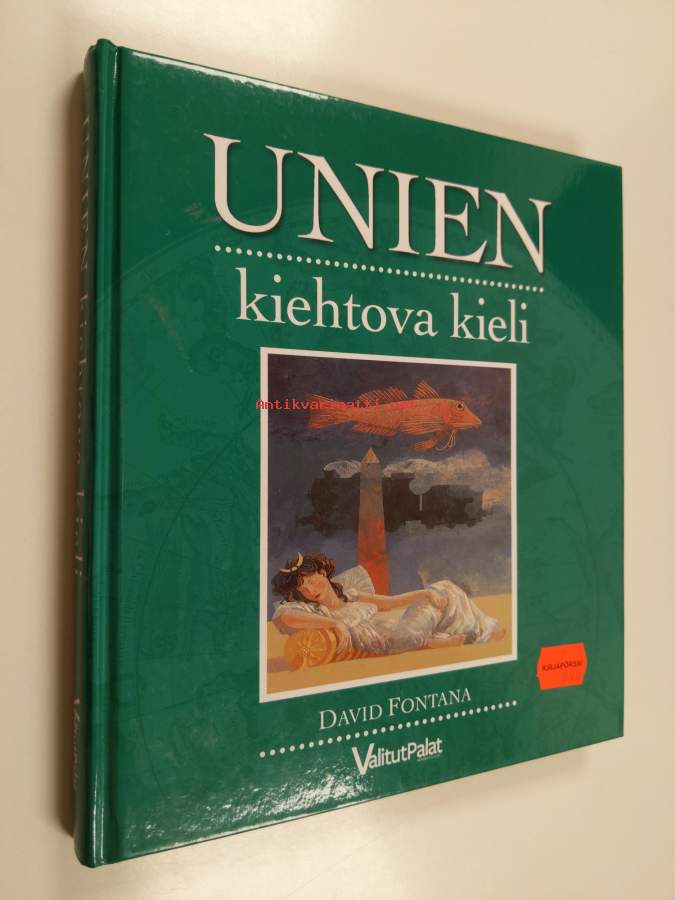 UNIEN
kiehtova kieli
Antikvariaatti.net
DAVID FONTANA
ValitutPalat
KIRJAPÖRSSI
UNIEN kiehtova kieli